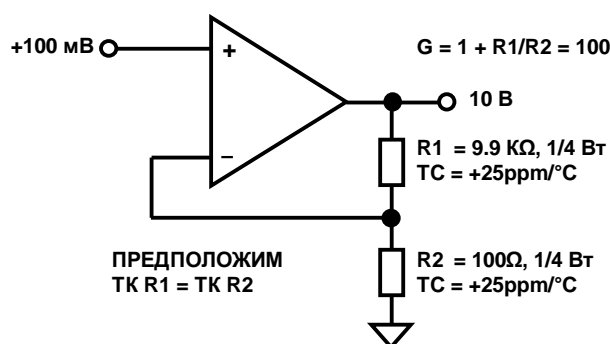 +100 мВ
G = 1 + R1/R2 = 100
+
10 В
R1 = 9.9 KΩ, 1/4 Вт
TC = +25ppm/°C
−
ПРЕДПОЛОЖИМ
ТК R1 = ТК R2
R2 = 100Ω, 1/4 Вт
TC = +25ppm/°C